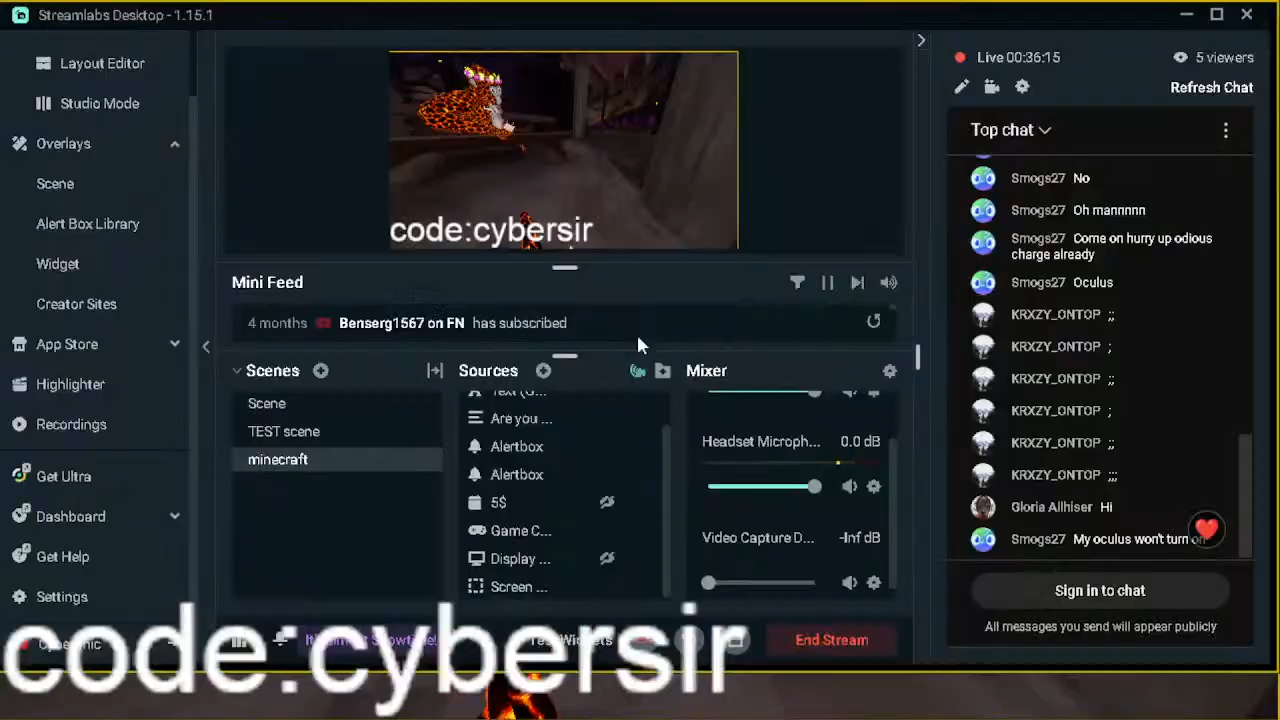 Streamlabs Desktop - 1.15.1
Layout Editor
Studio Mode
Overlays
Scene
Alert Box Library
Widget
Creator Sites
App Store
Highlighter
Recordings
Get Ultra
Dashboard
Get Help
Settings
code:cybersir
Mini Feed
4 months Benserg1567 on FN has subscribed
Scenes
Scene
TEST scene
minecraft
Sources
Are you ...
Alertbox
Alertbox
5$
Game C...
Display ...
Screen ...
Mixer
Headset Microph... 0.0 dB
Video Capture D... -Inf dB
End Stream
Live 00:36:15
5 viewers
Refresh Chat
Top chat
Smogs27 No
Smogs27 Oh mannnnn
Smogs27 Come on hurry up odious
charge already
Smogs27 Oculus
KRXZY_ONTOP ;;
KRXZY_ONTOP ;
KRXZY_ONTOP ;;
KRXZY_ONTOP ;
KRXZY_ONTOP ;;
KRXZY_ONTOP ;;;
Gloria Allhiser Hi
Smogs27 My oculus won't turn on
Sign in to chat
All messages you send will appear publicly
code:cybersir